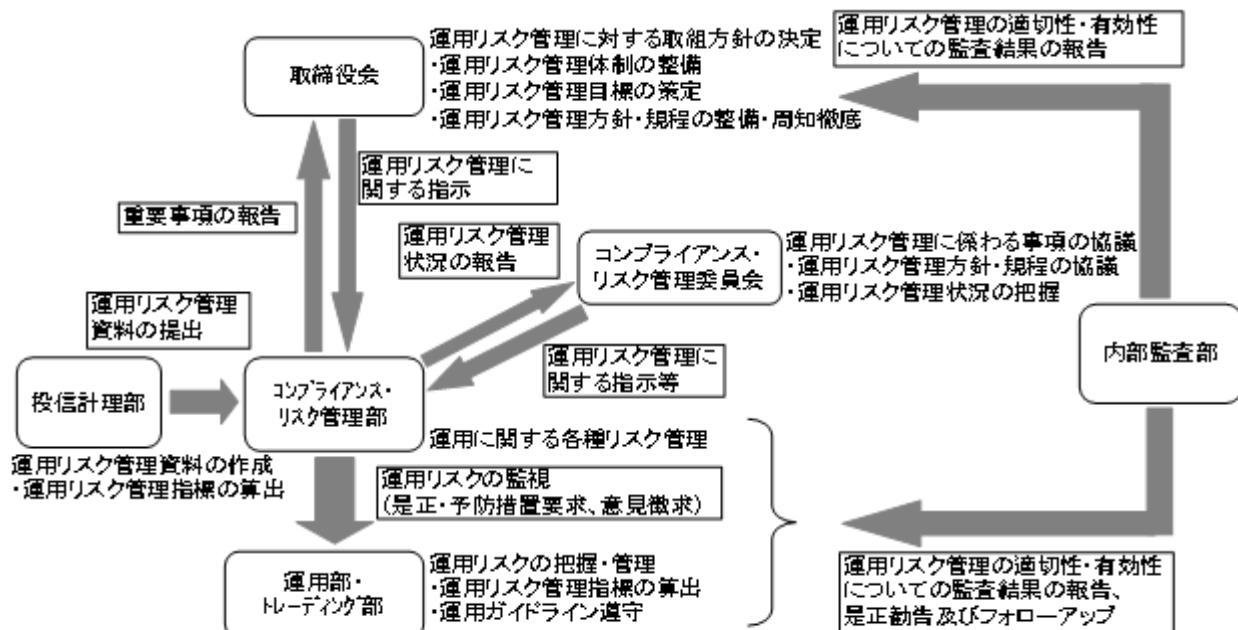 運用リスク管理に対する取組方針の決定
・運用リスク管理体制の整備
・運用リスク管理目標の策定
・運用リスク管理方針・規程の整備・周知徹底
取締役会
運用リスク管理の適切性・有効性
についての監査結果の報告
運用リスク管理に
関する指示
重要事項の報告
運用リスク管理
状況の報告
コンプライアンス・
リスク管理委員会
運用リスク管理に係わる事項の協議
・運用リスク管理方針・規程の協議
・運用リスク管理状況の把握
運用リスク管理
資料の提出
運用リスク管理に
関する指示等
内部監査部
投信計理部
コンプライアンス・
リスク管理部
運用に関する各種リスク管理
運用リスク管理資料の作成
・運用リスク管理指標の算出
運用リスクの監視
(是正・予防措置要求、意見徴求)
運用部・
トレーディング部
運用リスクの把握・管理
・運用リスク管理指標の算出
・運用ガイドライン遵守
運用リスク管理の適切性・有効性
についての監査結果の報告、
是正勧告及びフォローアップ